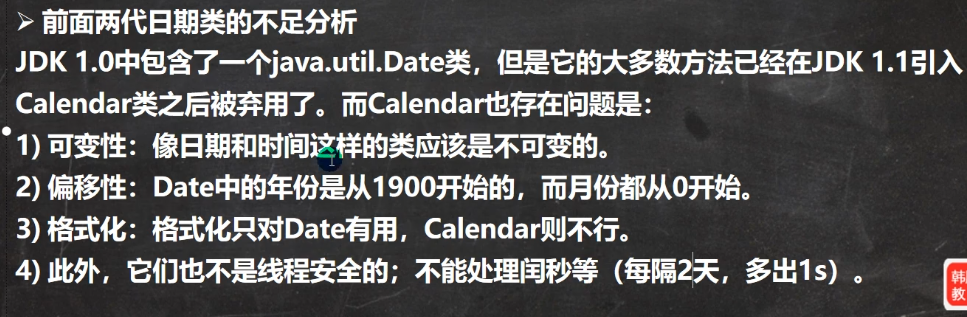 ➢ 前面两代日期类的不足分析
JDK 1.0中包含了一个java.util.Date类，但是它的大多数方法已经在JDK 1.1引入
Calendar类之后被弃用了。而Calendar也存在问题是：
1) 可变性：像日期和时间这样的类应该是不可变的。
2) 偏移性：Date中的年份是从1900开始的，而月份都从0开始。
3) 格式化：格式化只对Date有用，Calendar则不行。
4) 此外，它们也不是线程安全的；不能处理闰秒等（每隔2天，多出1s）。
韩
教